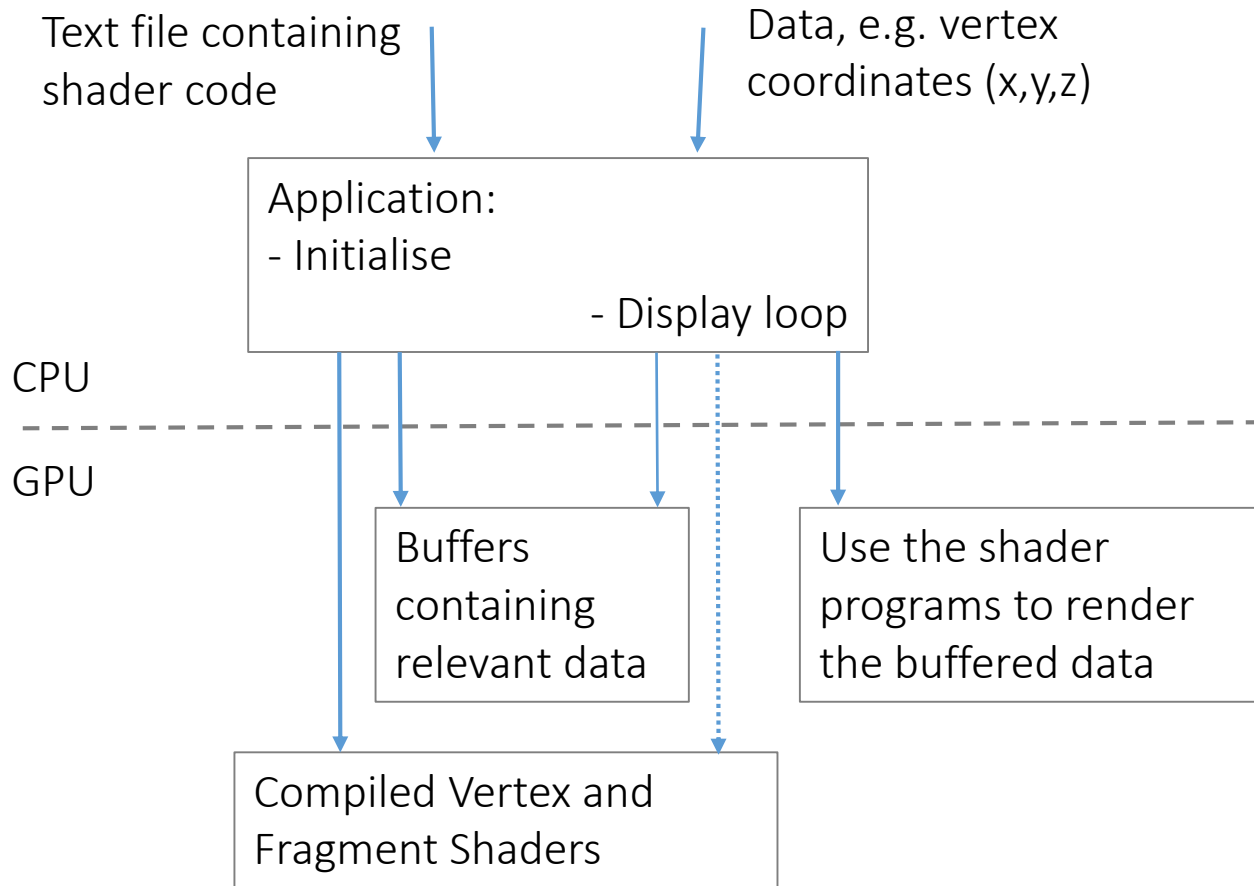 Text file containing
shader code
Data, e.g. vertex
coordinates (x,y,z)
Application:
- Initialise
- Display loop
CPU
GPU
Buffers
containing
relevant data
Use the shader
programs to render
the buffered data
Compiled Vertex and
Fragment Shaders